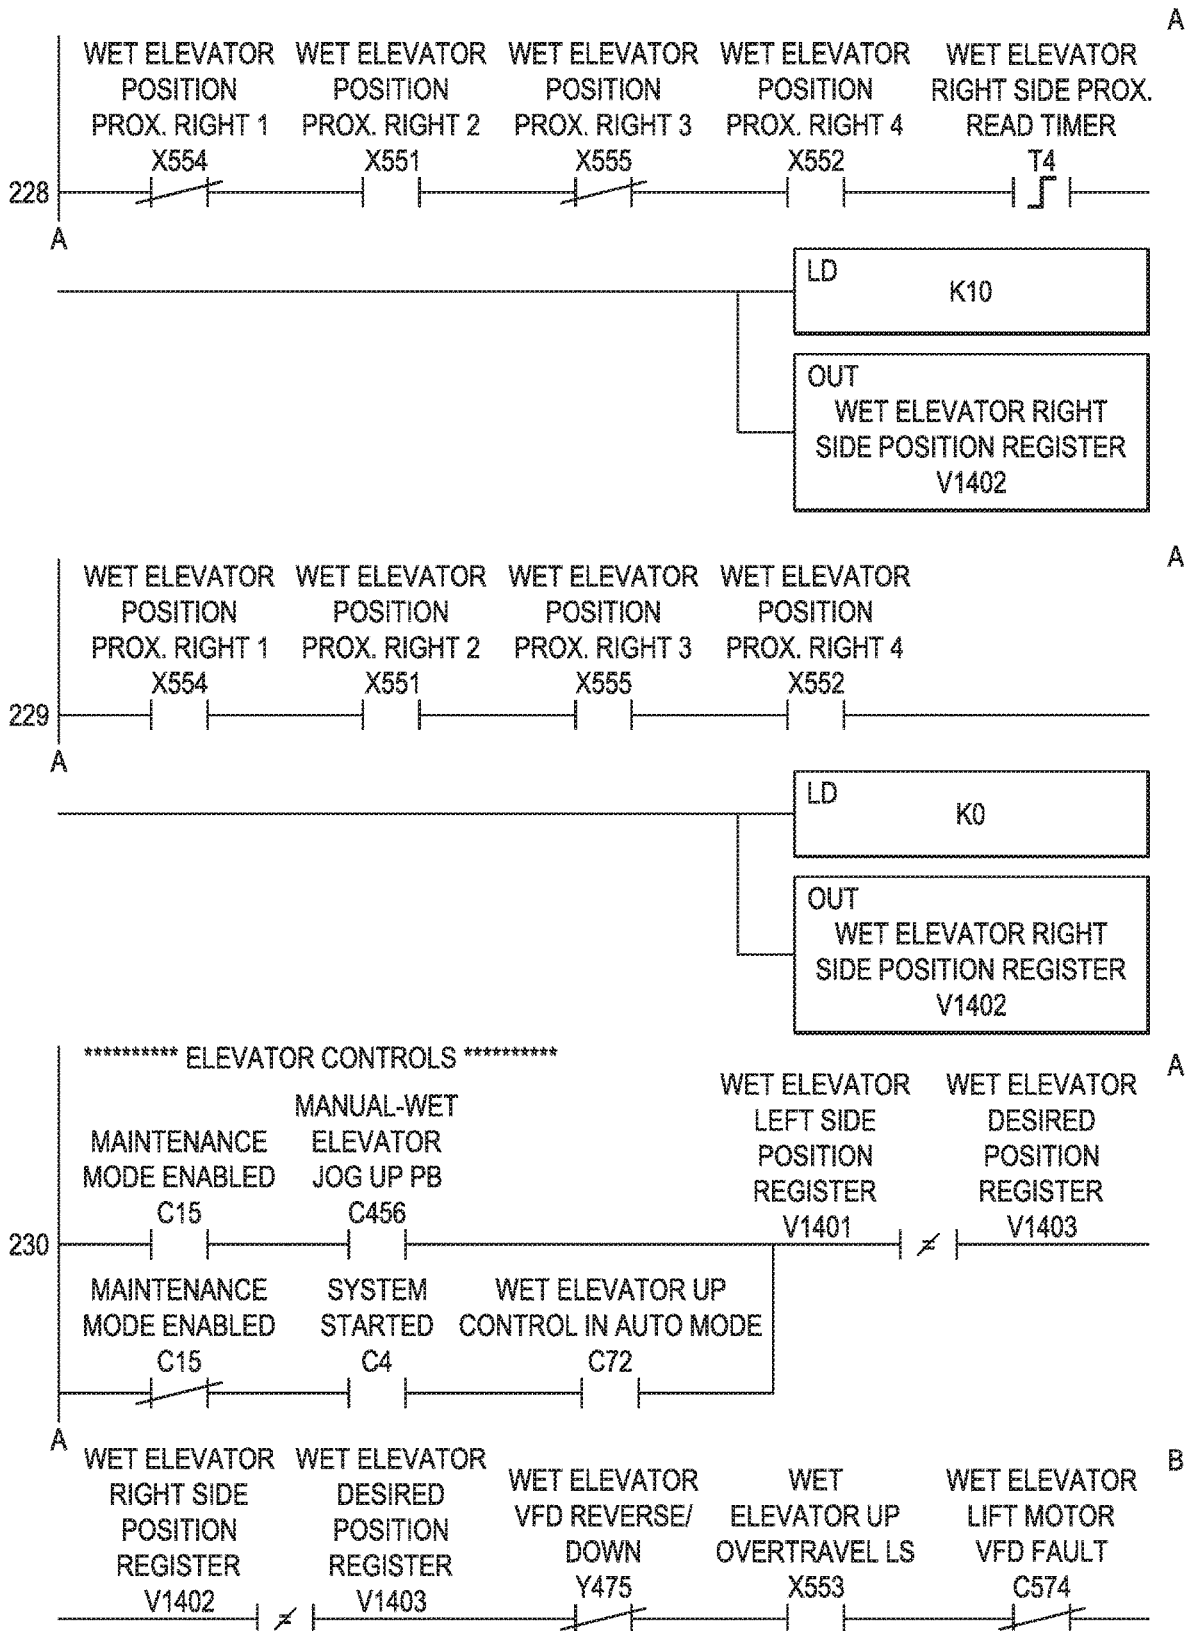 A
WET ELEVATOR WET ELEVATOR WET ELEVATOR WET ELEVATOR WET ELEVATOR
POSITION POSITION POSITION POSITION RIGHT SIDE PROX.
PROX. RIGHT 1 PROX. RIGHT 2 PROX. RIGHT 3 PROX. RIGHT 4 READ TIMER
X554 X551 X555 X552 T4
228
A
LD
K10
OUT
WET ELEVATOR RIGHT
SIDE POSITION REGISTER
V1402
A
WET ELEVATOR WET ELEVATOR WET ELEVATOR WET ELEVATOR
POSITION POSITION POSITION POSITION
PROX. RIGHT 1 PROX. RIGHT 2 PROX. RIGHT 3 PROX. RIGHT 4
X554 X551 X555 X552
229
A
LD
K0
OUT
WET ELEVATOR RIGHT
SIDE POSITION REGISTER
V1402
********** ELEVATOR CONTROLS **********
A
MANUAL-WET WET ELEVATOR WET ELEVATOR
MAINTENANCE ELEVATOR LEFT SIDE DESIRED
MODE ENABLED JOG UP PB POSITION POSITION
C15 C456 REGISTER REGISTER
V1401 ≠ V1403
230
MAINTENANCE SYSTEM WET ELEVATOR UP
MODE ENABLED STARTED CONTROL IN AUTO MODE
C15 C4 C72
A
B
WET ELEVATOR WET ELEVATOR WET ELEVATOR WET WET ELEVATOR
RIGHT SIDE DESIRED VFD REVERSE/ ELEVATOR UP LIFT MOTOR
POSITION POSITION DOWN OVERTRAVEL LS VFD FAULT
REGISTER REGISTER Y475 X553 C574
V1402 ≠ V1403